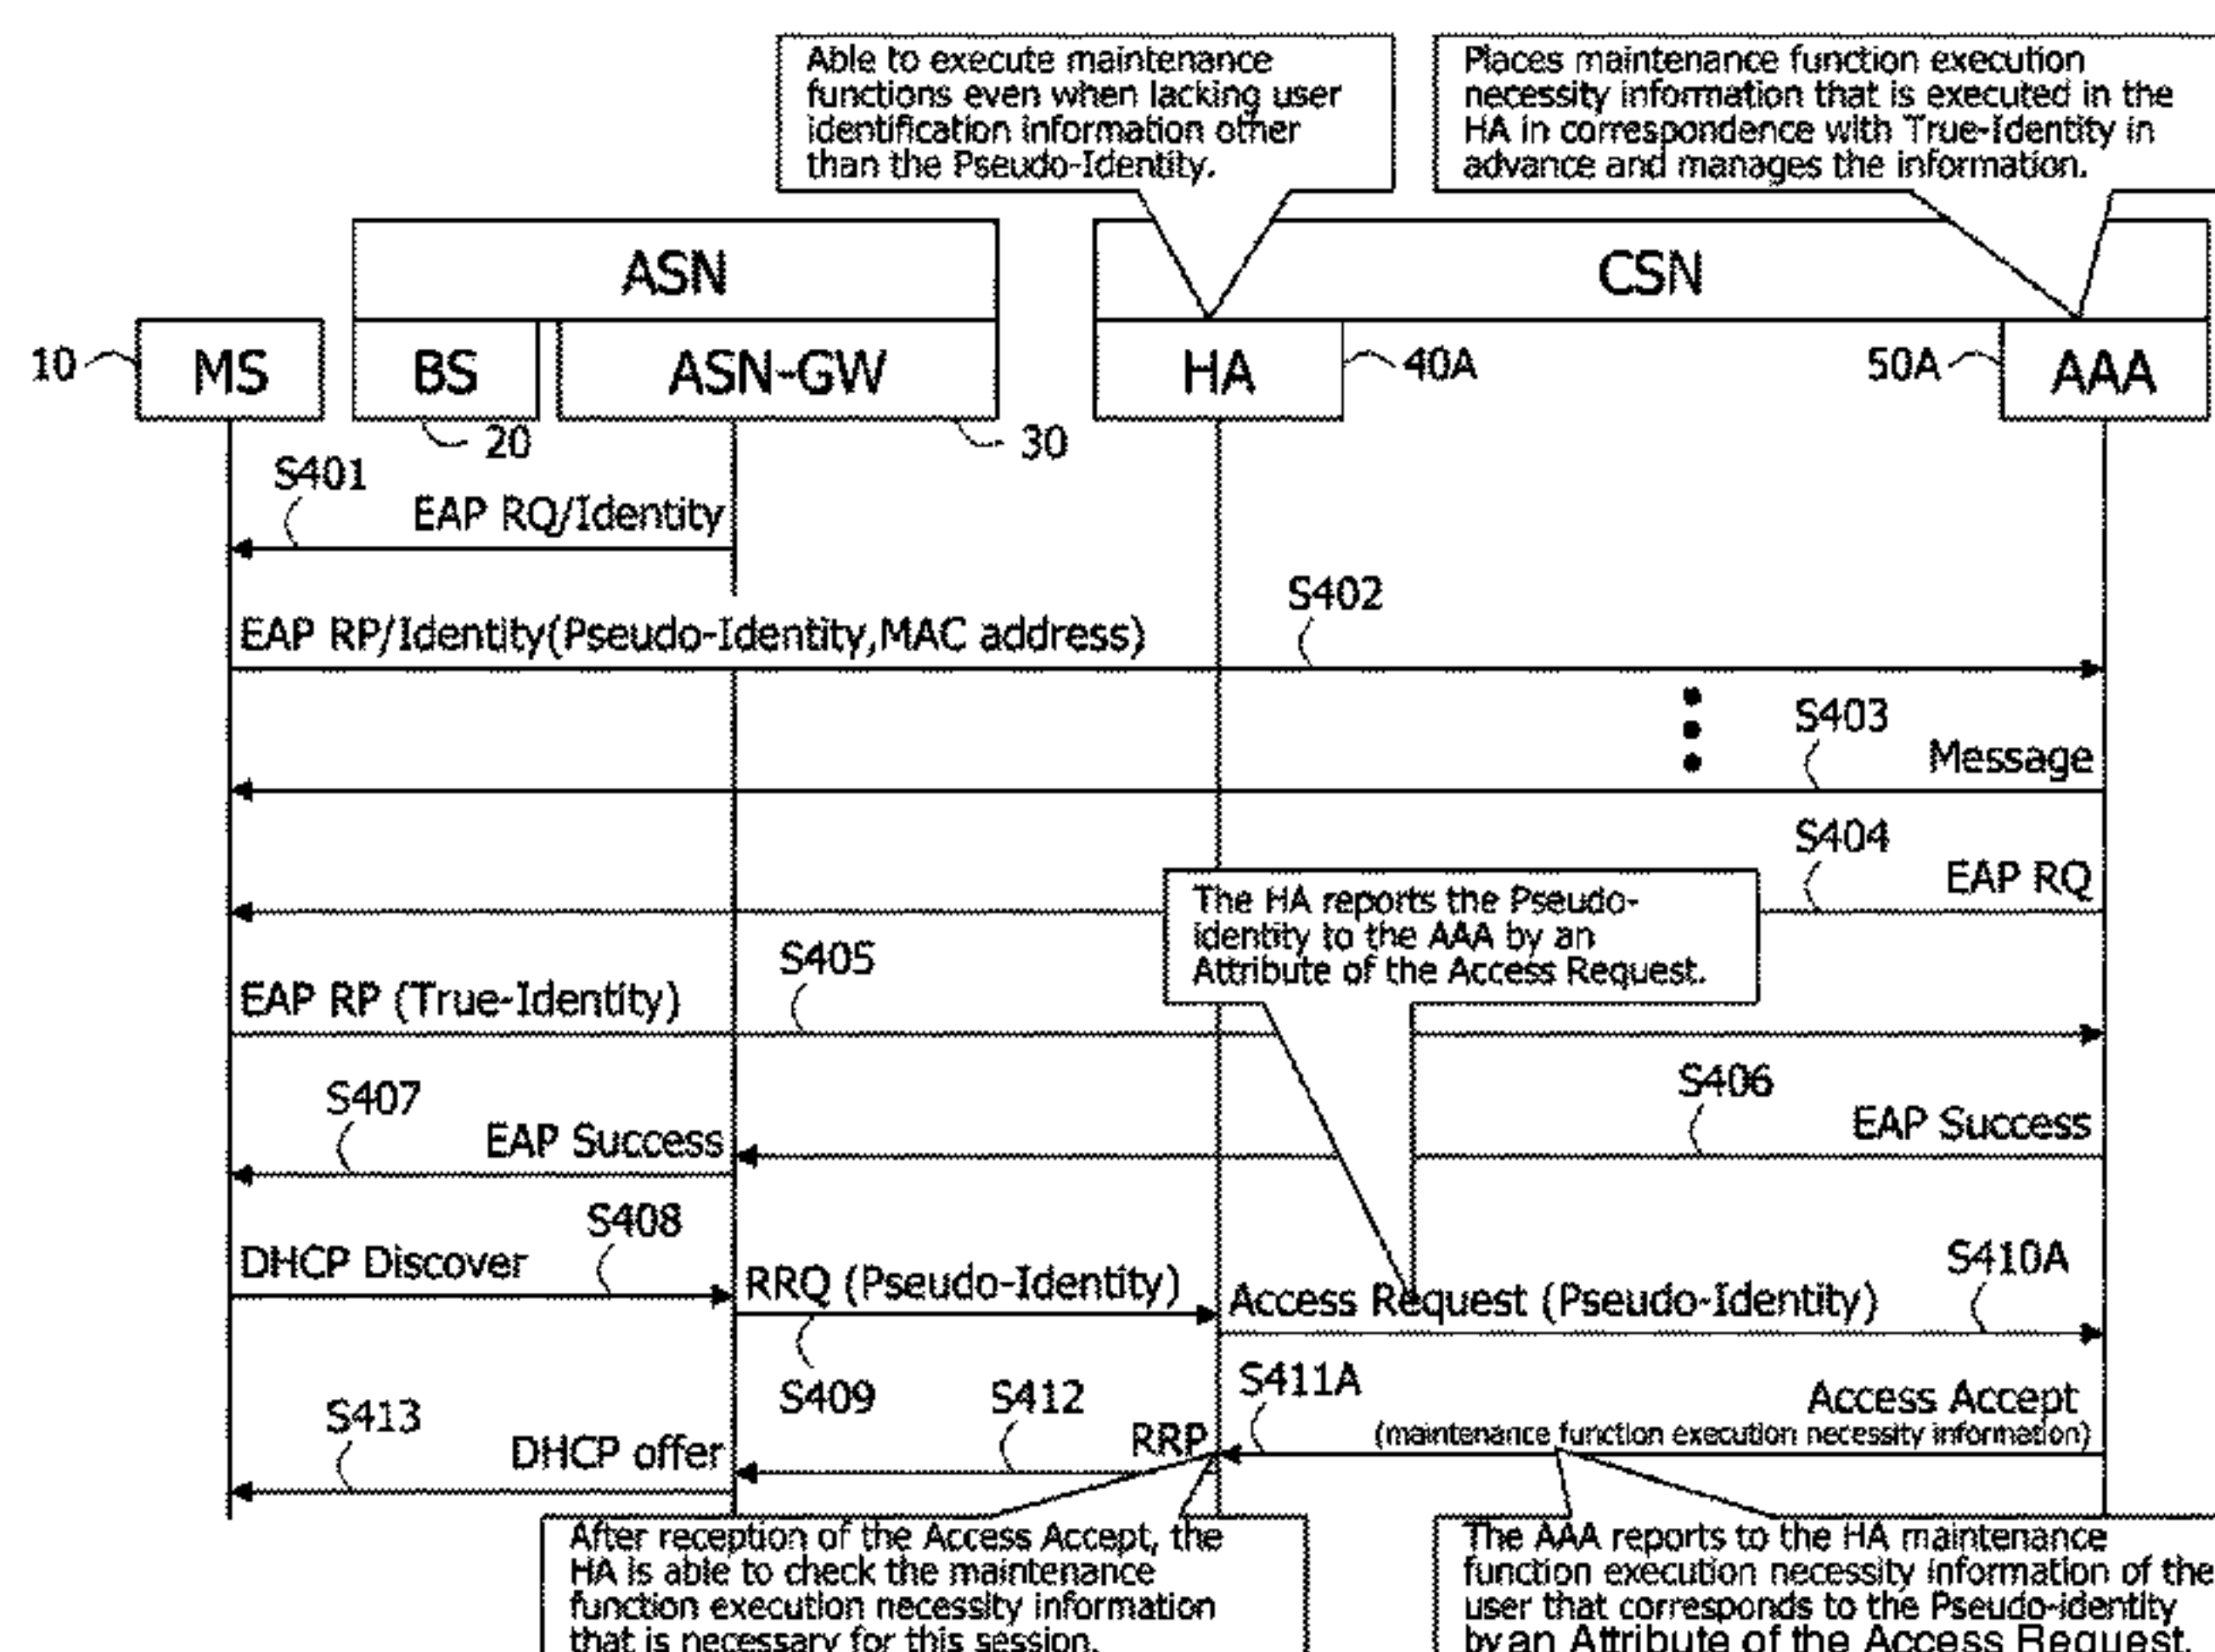 Able to execute maintenance
functions even when lacking user
identification information other
than the Pseudo-Identity.
Places maintenance function execution
necessity information that is executed in the
HA in correspondence with True-Identity in
advance and manages the information.
ASN
CSN
10
MS
BS
ASN-GW
HA
40A
50A
AAA
20
30
S401
EAP RQ/Identity
S402
EAP RP/Identity(Pseudo-Identity,MAC address)
S403
Message
S404
EAP RQ
The HA reports the Pseudo-
identity to the AAA by an
Attribute of the Access Request.
S405
EAP RP (True-Identity)
S406
EAP Success
S407
EAP Success
S408
DHCP Discover
RRQ (Pseudo-Identity)
S409
S410A
Access Request (Pseudo-Identity)
S411A
Access Accept
(maintenance function execution necessity information)
S412
RRP
S413
DHCP offer
After reception of the Access Accept, the
HA is able to check the maintenance
function execution necessity information
that is necessary for this session.
The AAA reports to the HA maintenance
function execution necessity information of the
user that corresponds to the Pseudo-identity
by an Attribute of the Access Request.